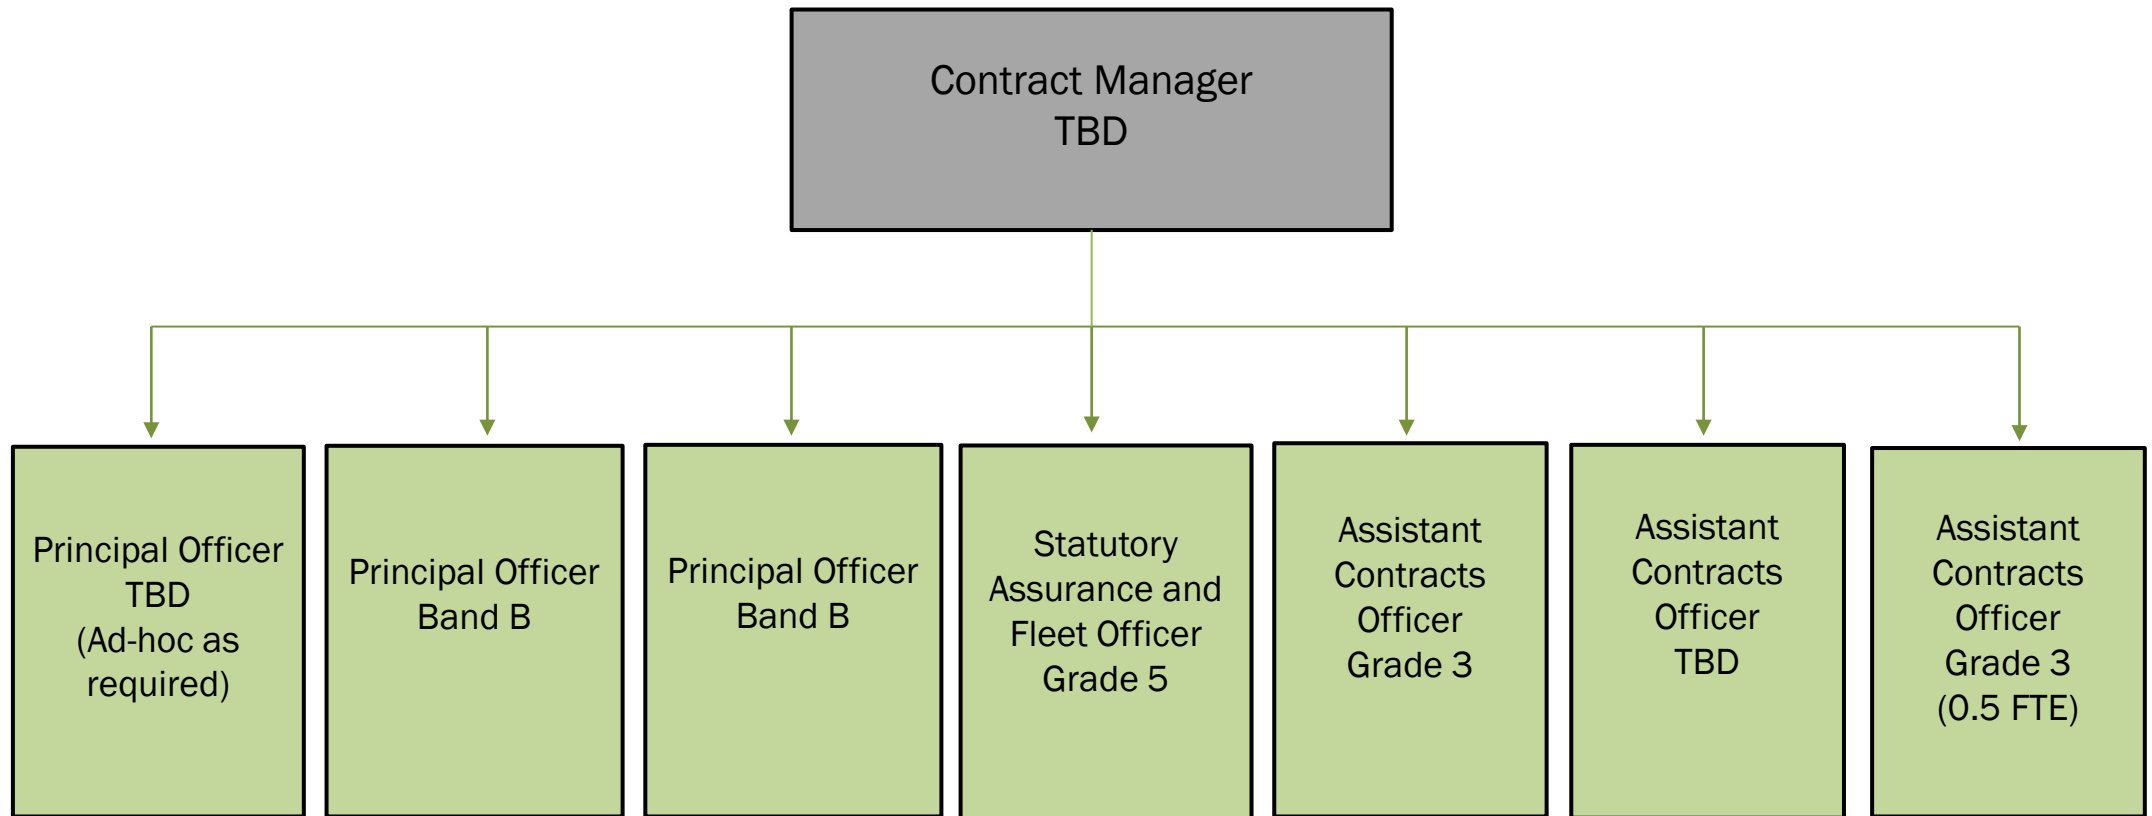 Contract Manager
TBD
Principal Officer
TBD
(Ad-hoc as
required)
Principal Officer
Band B
Principal Officer
Band B
Statutory
Assurance and
Fleet Officer
Grade 5
Assistant
Contracts
Officer
Grade 3
Assistant
Contracts
Officer
TBD
Assistant
Contracts
Officer
Grade 3
(0.5 FTE)